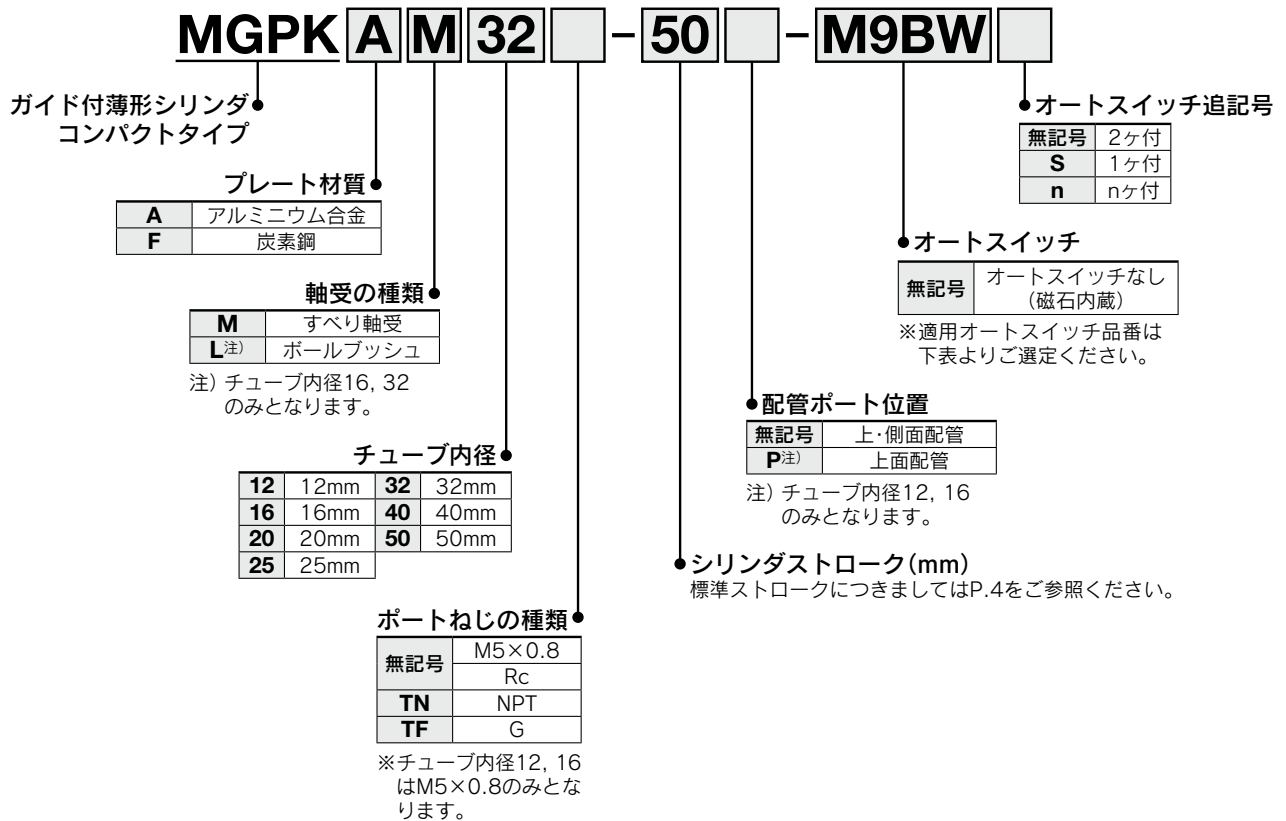 MGPK A M 32 － 50 － M9BW
ガイド付薄形シリンダ
コンパクトタイプ
プレート材質
A アルミニウム合金
F 炭素鋼
軸受の種類
M すべり軸受
L注) ボールブッシュ
注) チューブ内径16, 32
のみとなります。
チューブ内径
12 12mm 32 32mm
16 16mm 40 40mm
20 20mm 50 50mm
25 25mm
ポートねじの種類
無記号 M5×0.8
Rc
TN NPT
TF G
※チューブ内径12, 16
はM5×0.8のみとな
ります。
オートスイッチ追記号
無記号 2ヶ付
S 1ヶ付
n nヶ付
オートスイッチ
無記号 オートスイッチなし
(磁石内蔵)
※適用オートスイッチ品番は
下表よりご選定ください。
配管ポート位置
無記号 上・側面配管
P注) 上面配管
注) チューブ内径12, 16
のみとなります。
シリンダストローク(mm)
標準ストロークにつきましてはP.4をご参照ください。